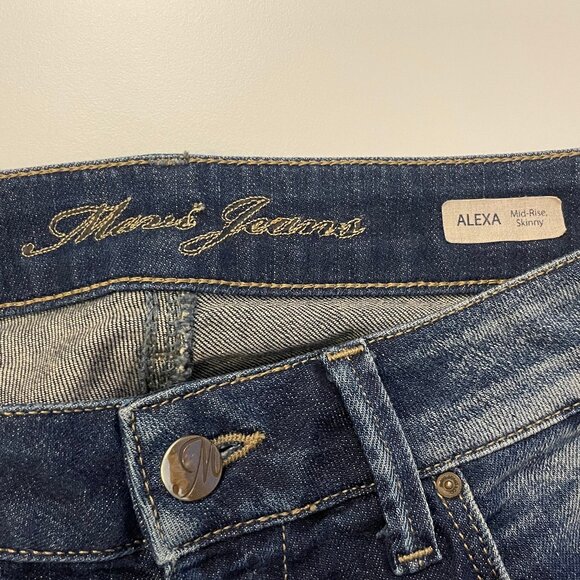 Mavi Jeans
ALEXA
Mid-Rise,
Skinny
M